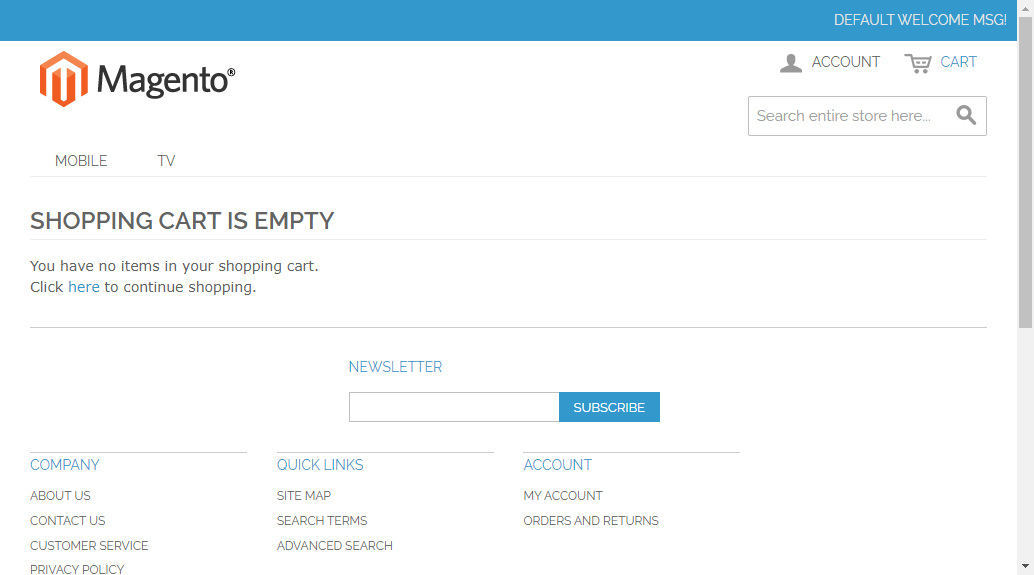 DEFAULT WELCOME MSG!
Magento®
ACCOUNT
CART
Search entire store here...
MOBILE
TV
SHOPPING CART IS EMPTY
You have no items in your shopping cart.
Click here to continue shopping.
NEWSLETTER
SUBSCRIBE
COMPANY
ABOUT US
CONTACT US
CUSTOMER SERVICE
PRIVACY POLICY
QUICK LINKS
SITE MAP
SEARCH TERMS
ADVANCED SEARCH
ACCOUNT
MY ACCOUNT
ORDERS AND RETURNS